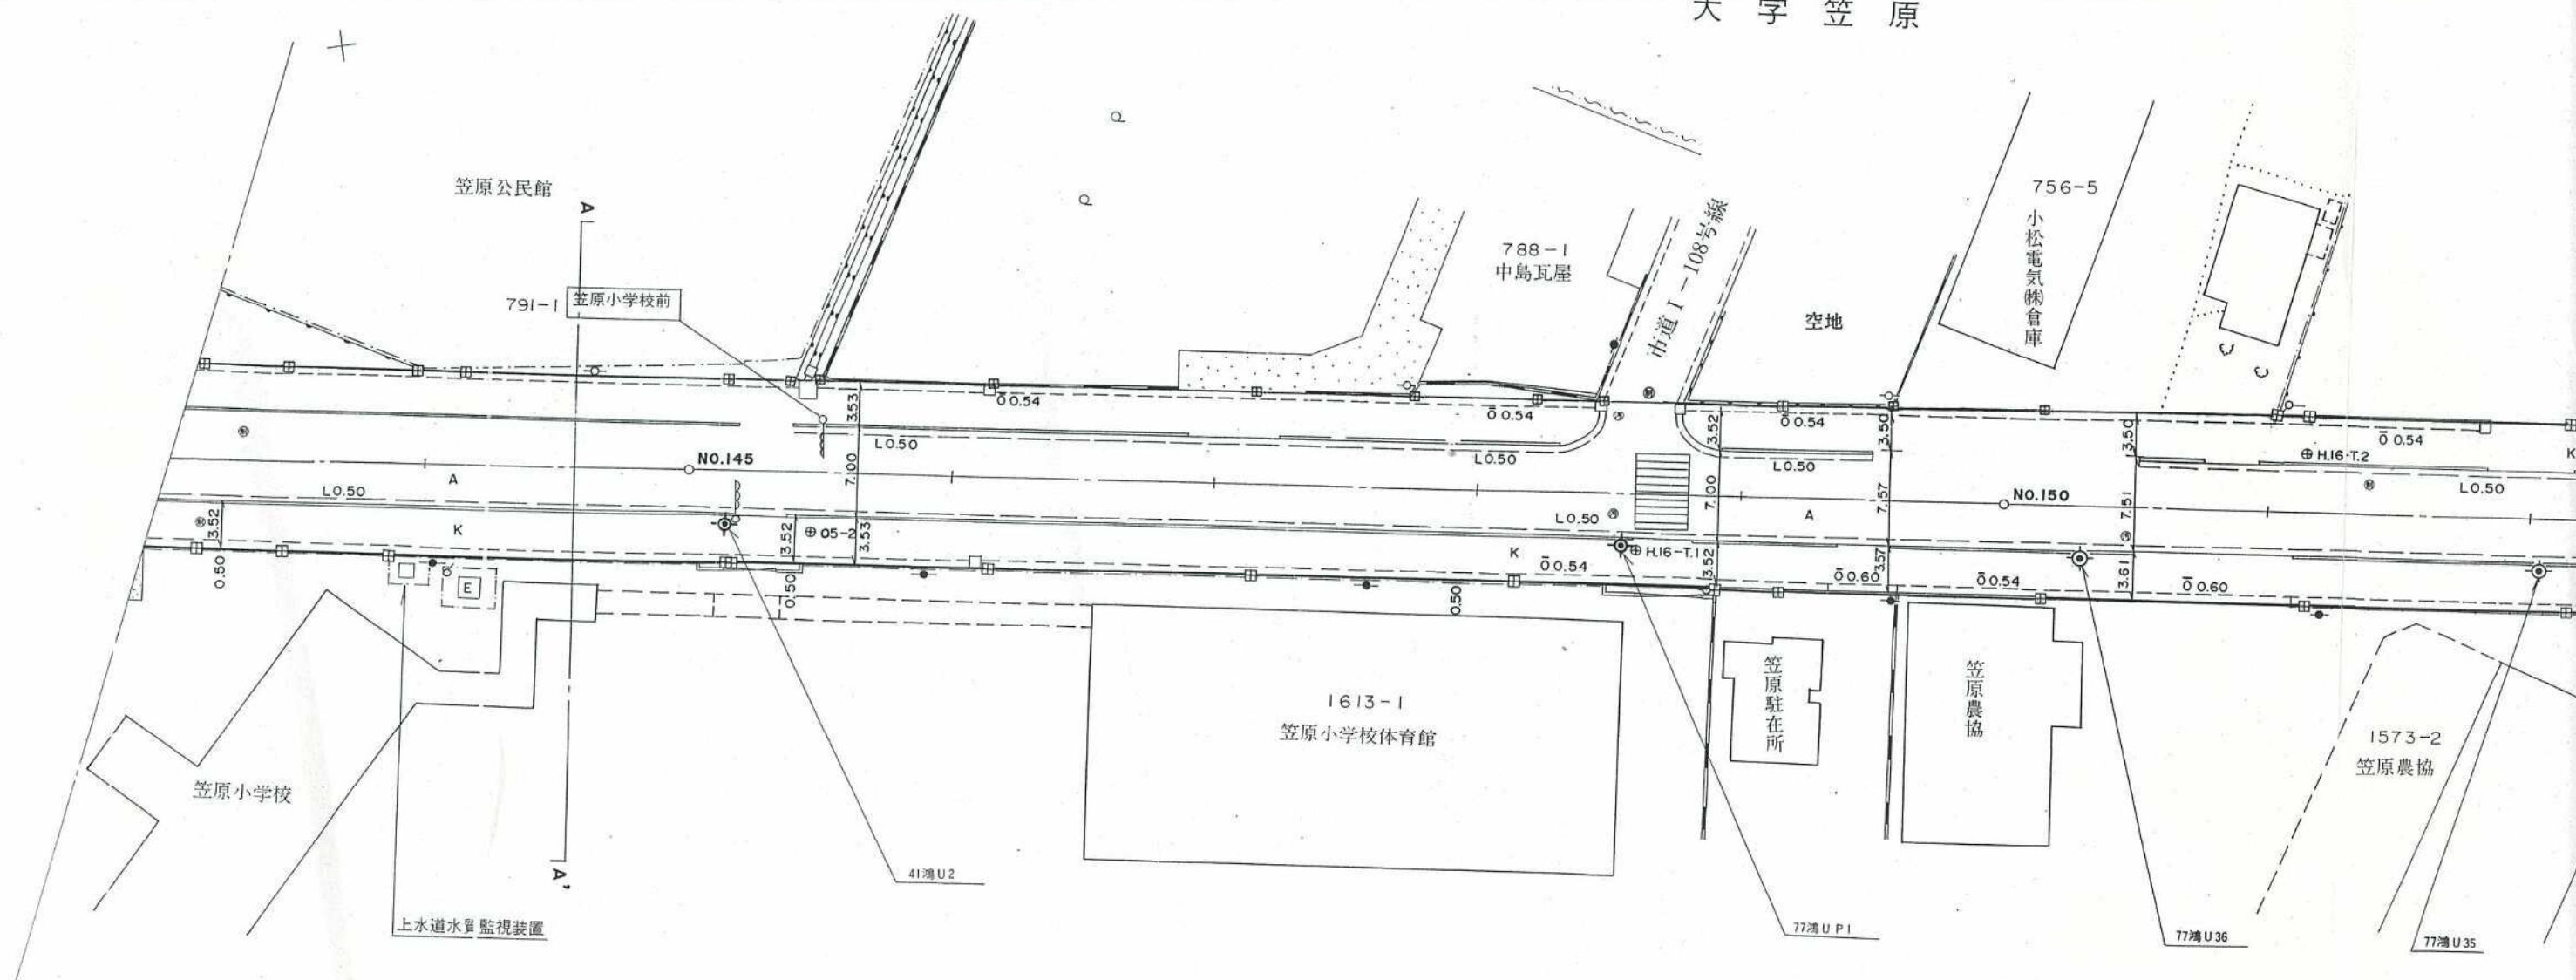 大字笠原
笠原公民館
A
791-1
笠原小学校前
788-1
中島瓦屋
市道I-108号線
空地
756-5
小松電気㈱倉庫
3.53
Ō 0.54
Ō 0.54
3.52
Ō 0.54
3.50
3.50
Ō 0.54
L0.50
L0.50
L0.50
⊕ H.16-T.2
K
L0.50
A
NO.145
7.00
7.00
7.57
NO.150
7.51
L0.50
L0.50
A
3.52
K
3.52
⊕ 05-2
3.53
K
⊕ H.16-T.1
3.52
3.57
3.61
0.50
0.50
0.50
Ō 0.54
Ō 0.60
Ō 0.54
Ō 0.60
E
1613-1
笠原小学校体育館
笠原駐在所
笠原農協
1573-2
笠原農協
笠原小学校
A'
41鴻U2
上水道水質監視装置
77鴻UP1
77鴻U36
77鴻U35